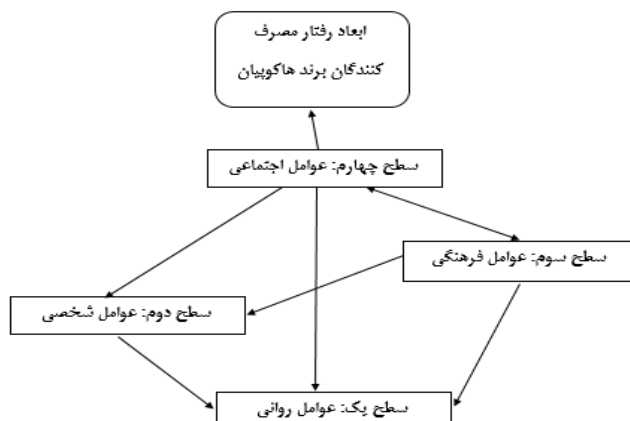 ابعاد رفتار مصرف
کنندگان برند هاکوپیان
سطح چهارم: عوامل اجتماعی
سطح سوم: عوامل فرهنگی
سطح دوم: عوامل شخصی
سطح یک: عوامل روانی